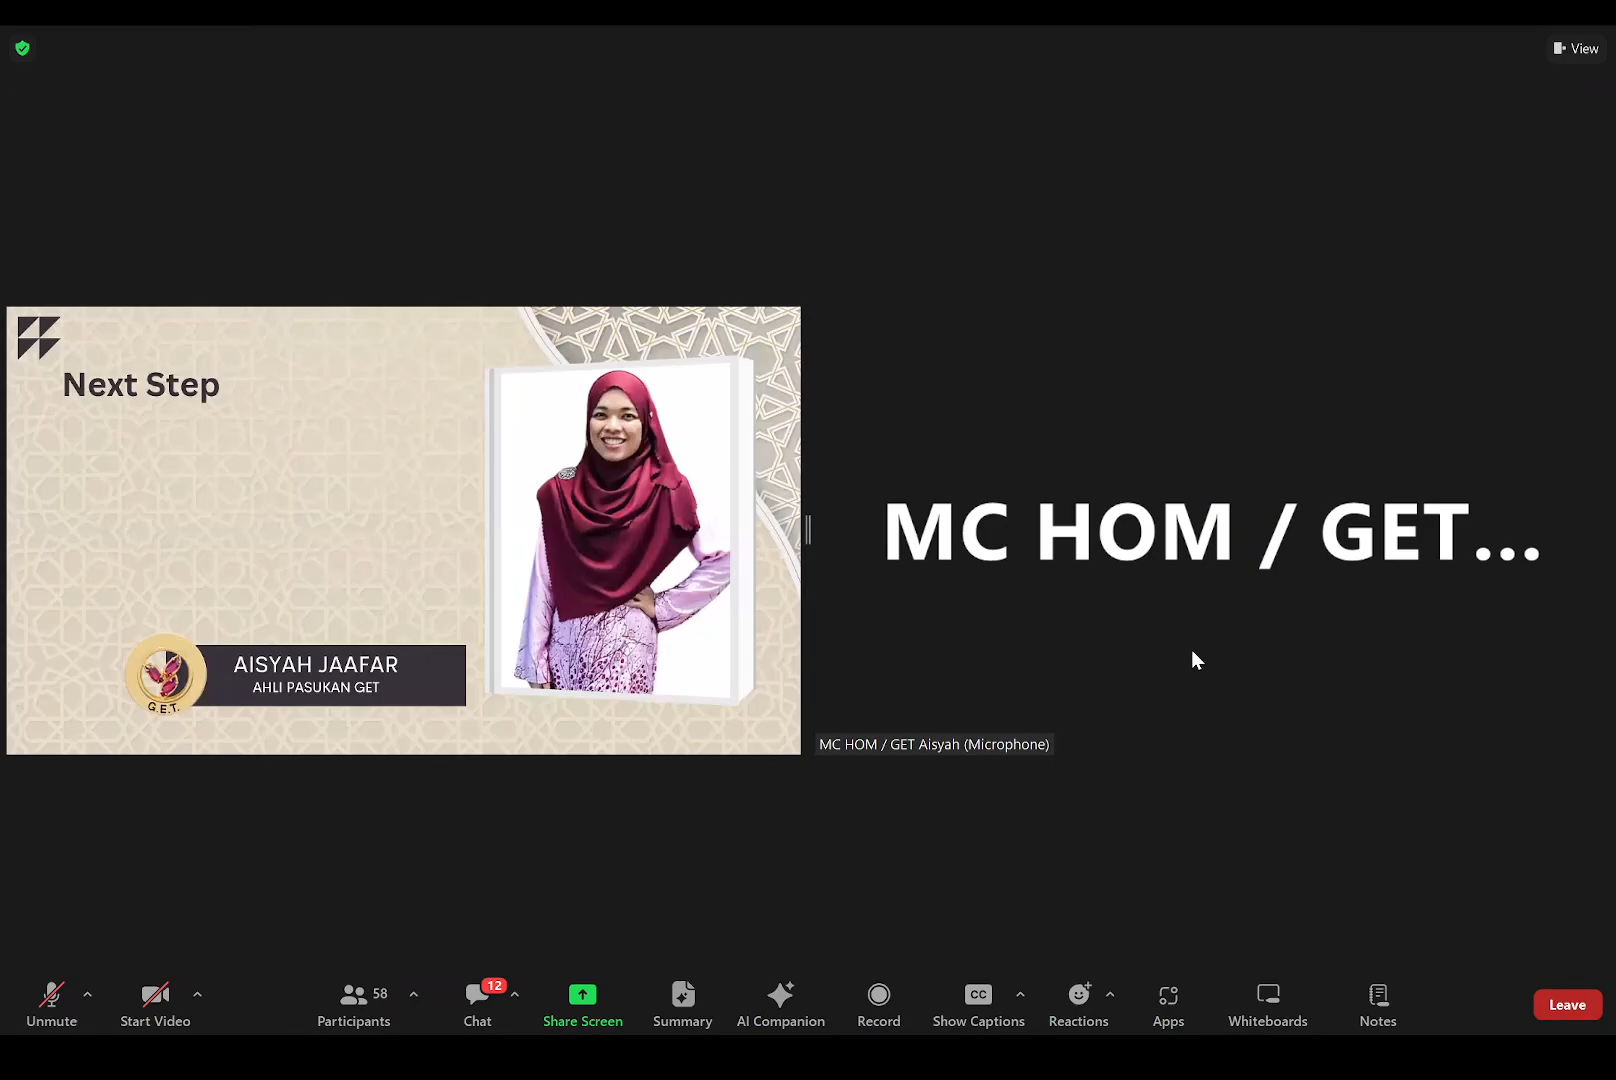 View
Next Step
AISYAH JAAFAR
AHLI PASUKAN GET
G.E.T.
MC HOM / GET...
MC HOM / GET Aisyah (Microphone)
58
12
CC
Unmute
Start Video
Participants
Chat
Share Screen
Summary
AI Companion
Record
Show Captions
Reactions
Apps
Whiteboards
Notes
Leave